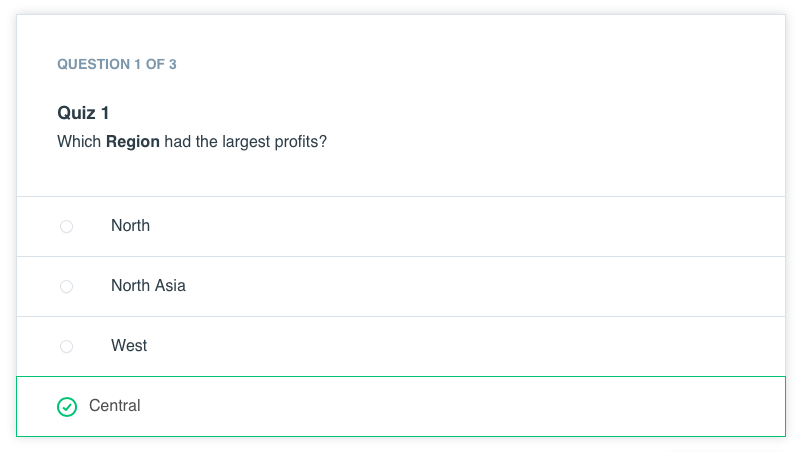 QUESTION 1 OF 3
Quiz 1
Which Region had the largest profits?
North
North Asia
West
Central